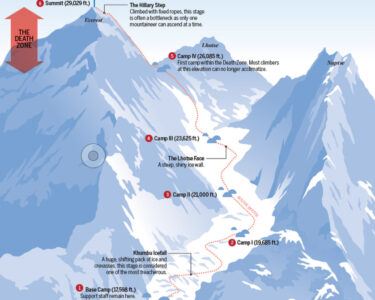 6 Summit (29,029 ft.)
The Hillary Step
Climbed with fixed ropes, this stage
is often a bottleneck as only one
mountaineer can ascend at a time.
Everest
THE
DEATH
ZONE
Lhotse
5 Camp IV (26,085 ft.)
First camp within the Death Zone. Most climbers
at this elevation can no longer acclimatize.
Nuptse
4 Camp III (23,625 ft.)
The Lhotse Face
A steep, shiny icy wall.
3 Camp II (21,000 ft.)
2 Camp I (19,685 ft.)
Khumbu Icefall
A huge, shifting pack of ice and
crevasses, this stage is considered
one of the most treacherous.
1 Base Camp (17,598 ft.)
Support staff remain here.